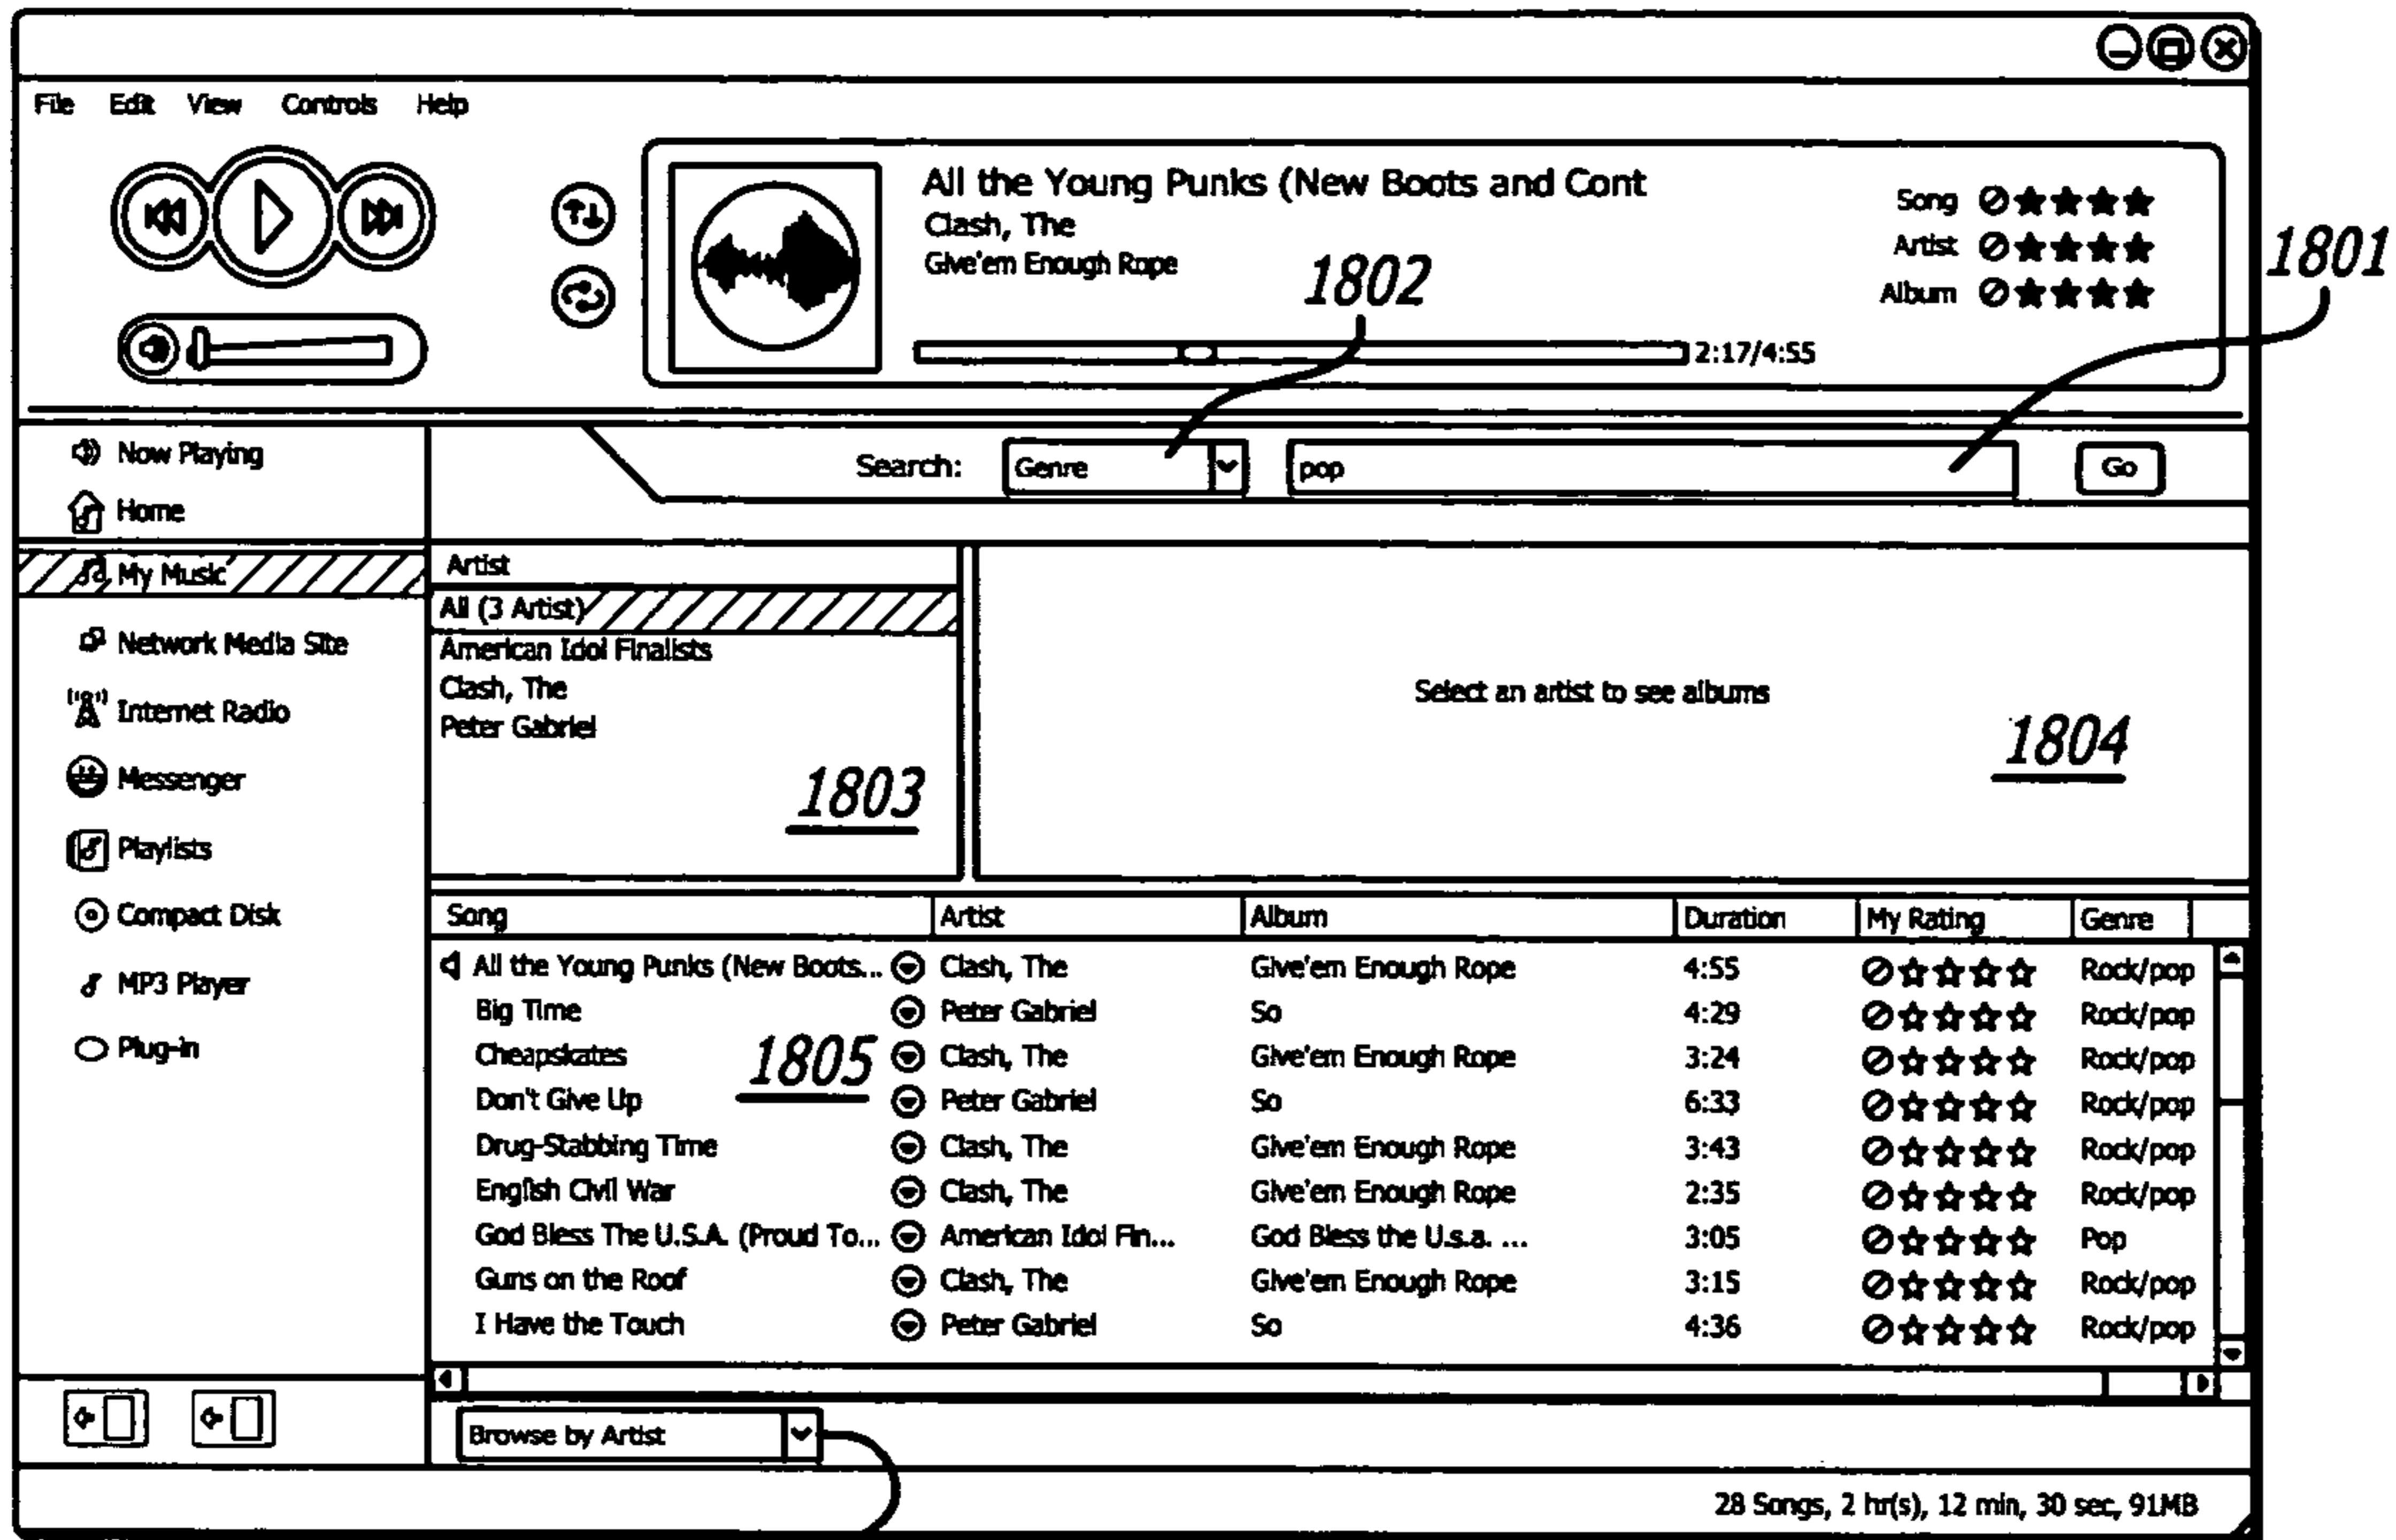 File Edit View Controls Help
All the Young Punks (New Boots and Cont
Clash, The
Give'em Enough Rope
Song
Artist
Album
1802
1801
2:17/4:55
Now Playing
Home
My Music
Network Media Site
Internet Radio
Messenger
Playlists
Compact Disk
MP3 Player
Plug-in
Search: Genre pop Go
Artist
All (3 Artist)
American Idol Finalists
Clash, The
Peter Gabriel
1803
Select an artist to see albums
1804
Song Artist Album Duration My Rating Genre
All the Young Punks (New Boots... Clash, The Give'em Enough Rope 4:55 Rock/pop
Big Time Peter Gabriel So 4:29 Rock/pop
Cheapskates Clash, The Give'em Enough Rope 3:24 Rock/pop
1805
Don't Give Up Peter Gabriel So 6:33 Rock/pop
Drug-Stabbing Time Clash, The Give'em Enough Rope 3:43 Rock/pop
English Civil War Clash, The Give'em Enough Rope 2:35 Rock/pop
God Bless The U.S.A. (Proud To... American Idol Fin... God Bless the U.s.a. ... 3:05 Pop
Guns on the Roof Clash, The Give'em Enough Rope 3:15 Rock/pop
I Have the Touch Peter Gabriel So 4:36 Rock/pop
Browse by Artist
28 Songs, 2 hr(s), 12 min, 30 sec, 91MB